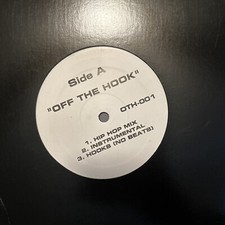 Side A
"OFF THE HOOK"
OTH-001
1. HIP HOP MIX
2. INSTRUMENTAL
3. HOOKS (NO BEATS)